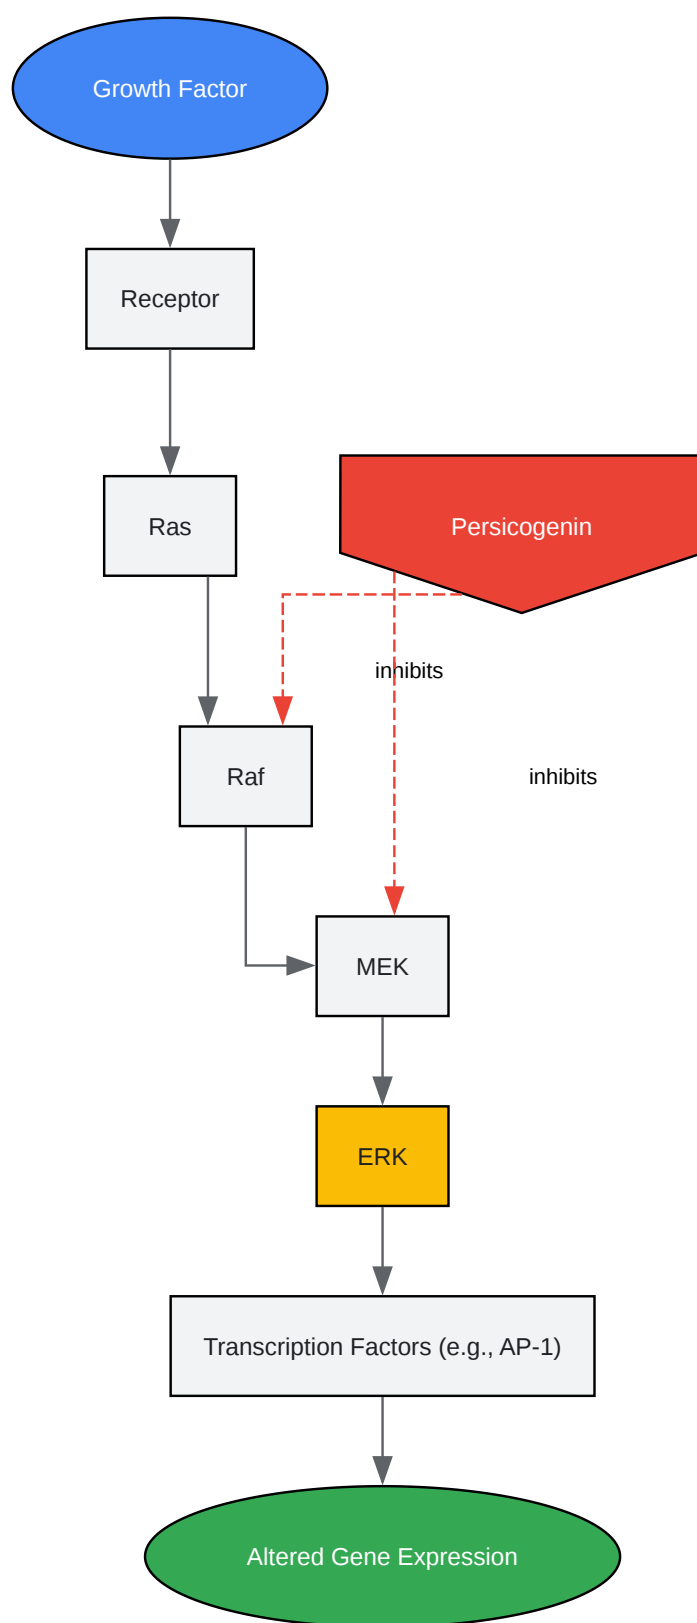 Growth Factor
Receptor
Ras
Persicogenin
inhibits
Raf
inhibits
MEK
ERK
Transcription Factors (e.g., AP-1)
Altered Gene Expression